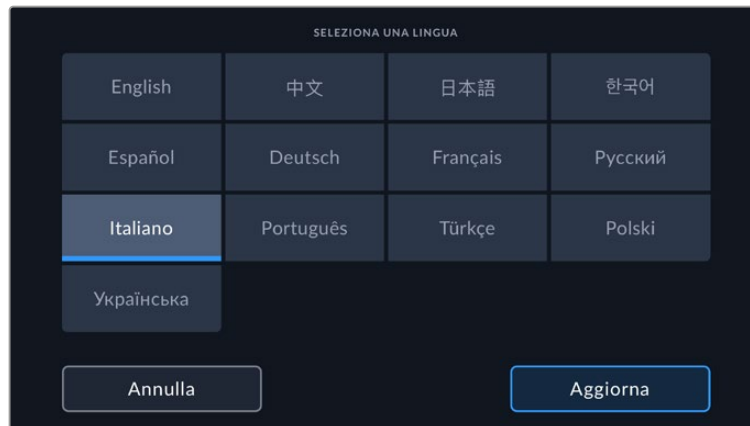 SELEZIONA UNA LINGUA
English 中文 日本語 한국어
Español Deutsch Français Русский
Italiano Português Türkçe Polski
Українська
Annulla Aggiorna